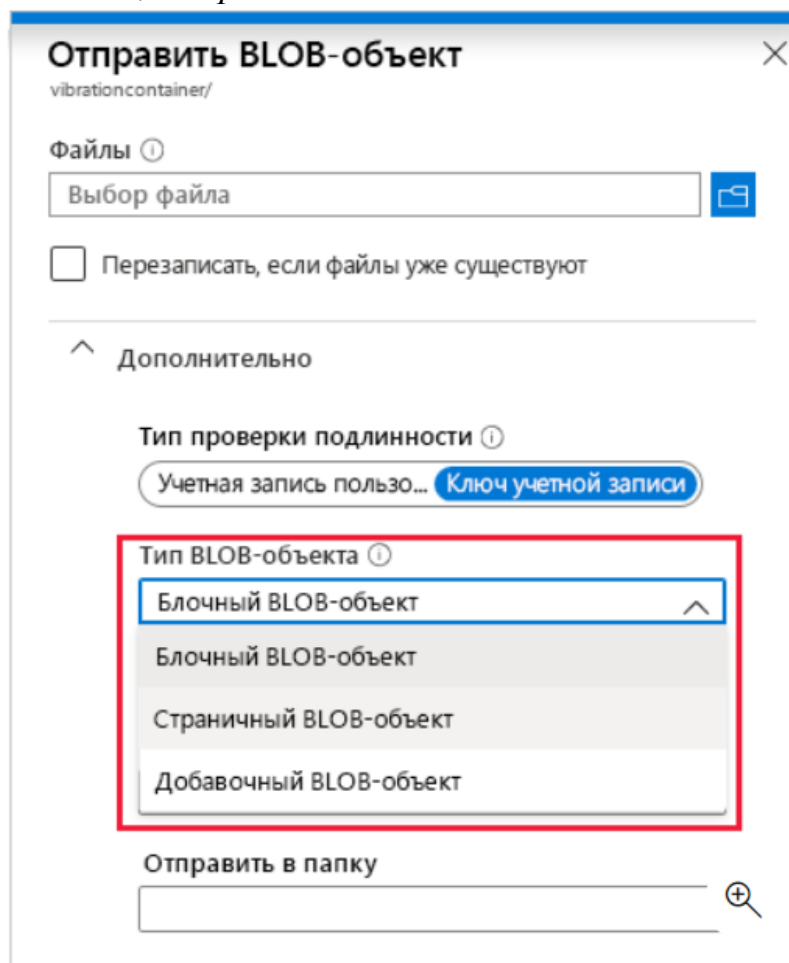 Отправить BLOB-объект
vibrationcontainer/
Файлы
Выбор файла
Перезаписать, если файлы уже существуют
Дополнительно
Тип проверки подлинности
Учетная запись пользо... Ключ учетной записи
Тип BLOB-объекта
Блочный BLOB-объект
Блочный BLOB-объект
Страничный BLOB-объект
Добавочный BLOB-объект
Отправить в папку